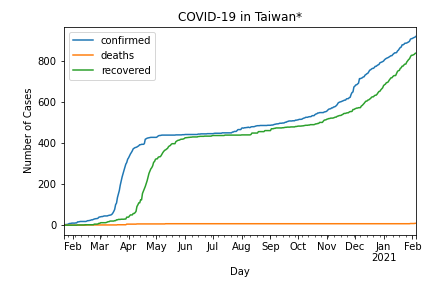 COVID-19 in Taiwan*
confirmed
deaths
recovered
Number of Cases
800
600
400
200
0
Feb Mar Apr May Jun Jul Aug Sep Oct Nov Dec Jan Feb
2021
Day